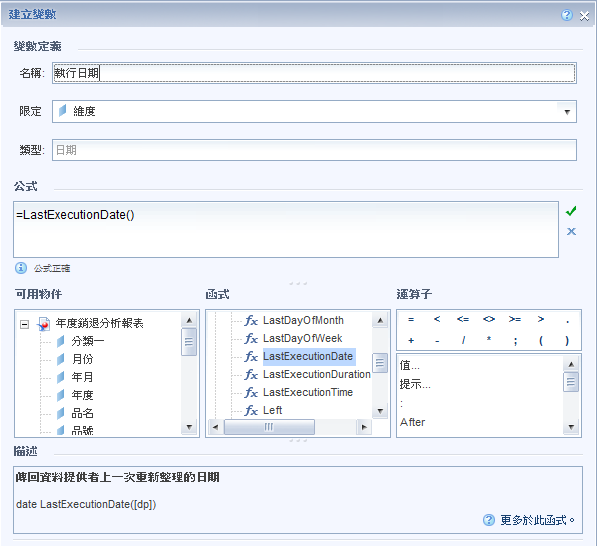 建立變數
變數定義
名稱: 執行日期
限定 維度
類型: 日期
公式
=LastExecutionDate()
公式正確
可用物件 函式 運算子
年度銷退分析報表
分類一
月份
年月
年度
品名
品號
LastDayOfMonth
LastDayOfWeek
LastExecutionDate
LastExecutionDuration
LastExecutionTime
Left
= < <= <> >= > .
+ - / * ; ( )
值...
提示...
:
After
描述
傳回資料提供者上一次重新整理的日期
date LastExecutionDate([dp])
更多於此函式。